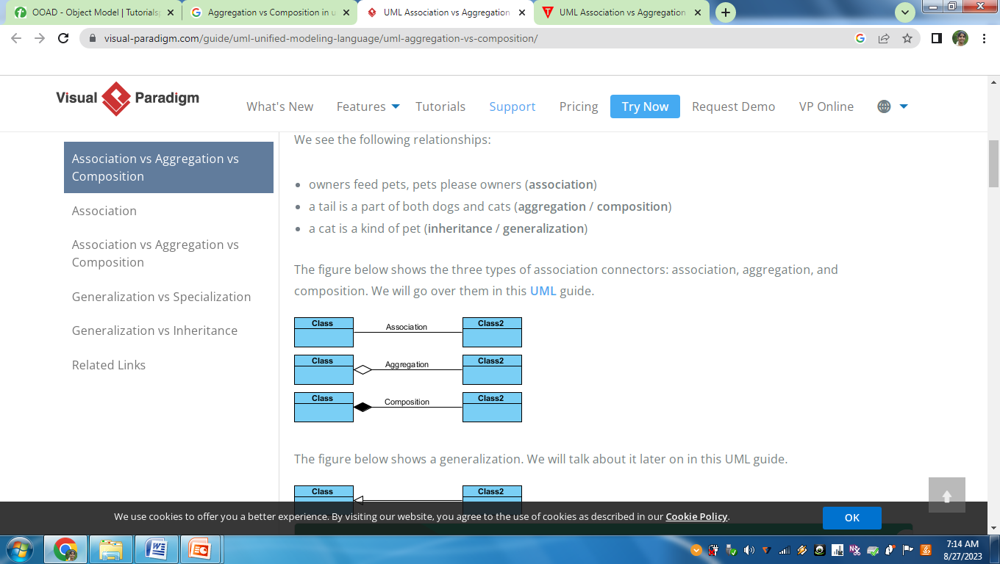 OOAD - Object Model | Tutorials
Aggregation vs Composition in u
UML Association vs Aggregation
UML Association vs Aggregation
visual-paradigm.com/guide/uml-unified-modeling-language/uml-aggregation-vs-composition/
Visual Paradigm
What's New
Features
Tutorials
Support
Pricing
Try Now
Request Demo
VP Online
Association vs Aggregation vs
Composition
Association
Association vs Aggregation vs
Composition
Generalization vs Specialization
Generalization vs Inheritance
Related Links
We see the following relationships:
• owners feed pets, pets please owners (association)
• a tail is a part of both dogs and cats (aggregation / composition)
• a cat is a kind of pet (inheritance / generalization)
The figure below shows the three types of association connectors: association, aggregation, and
composition. We will go over them in this UML guide.
Class Association Class2
Class Aggregation Class2
Class Composition Class2
The figure below shows a generalization. We will talk about it later on in this UML guide.
Class Class2
We use cookies to offer you a better experience. By visiting our website, you agree to the use of cookies as described in our Cookie Policy.
OK
7:14 AM
8/27/2023